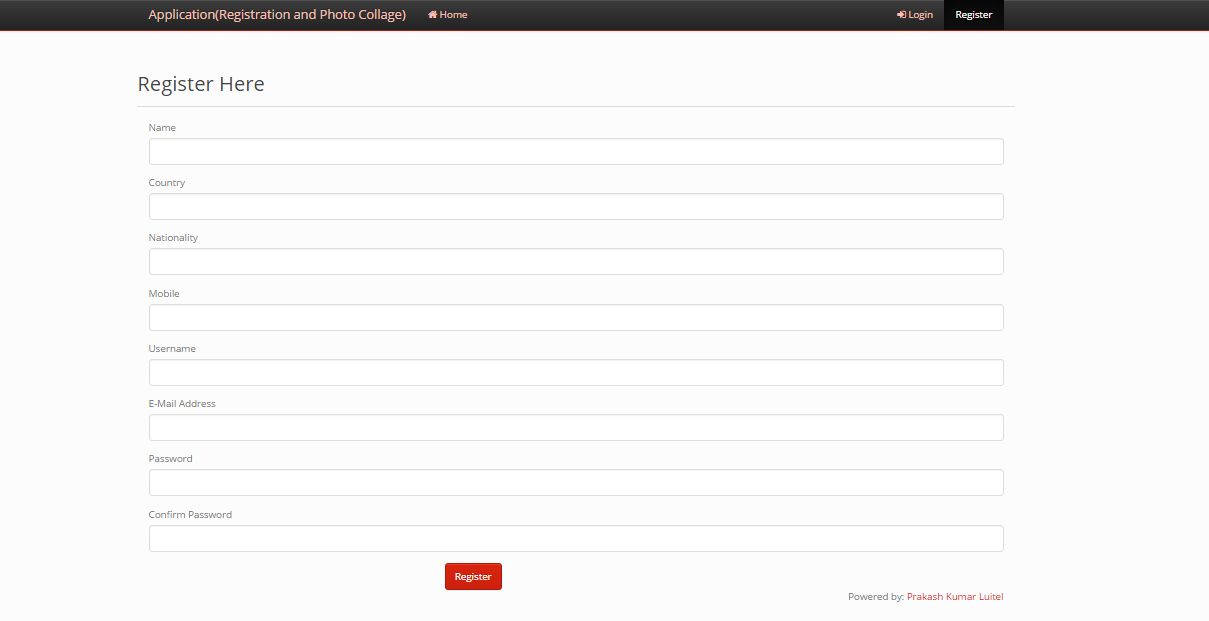 Application(Registration and Photo Collage) Home Login Register
Register Here
Name
Country
Nationality
Mobile
Username
E-Mail Address
Password
Confirm Password
Register
Powered by: Prakash Kumar Luitel